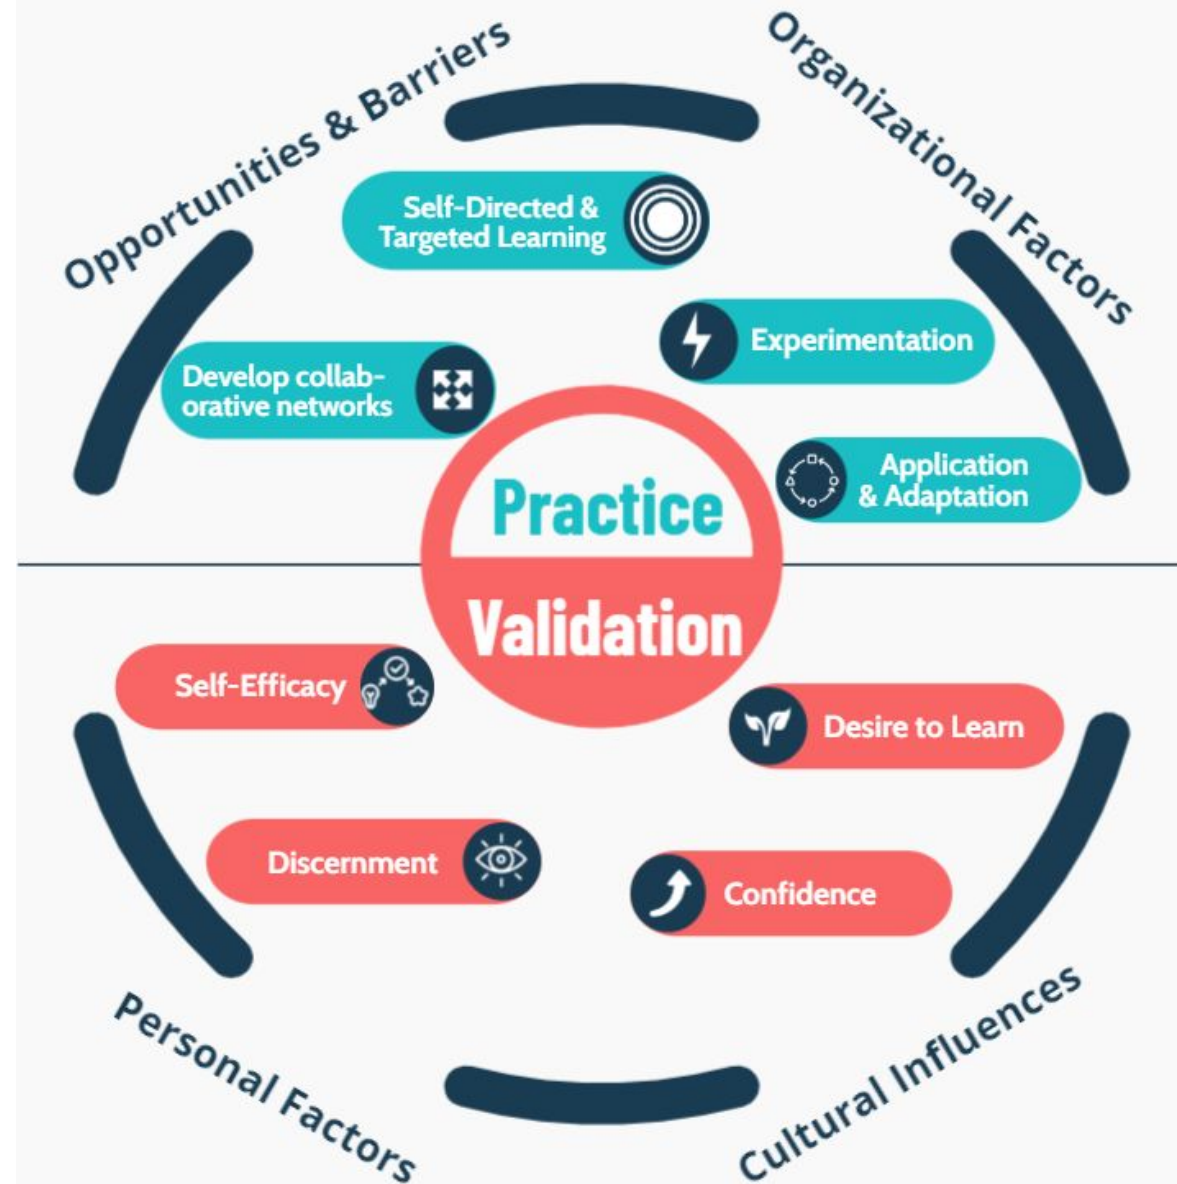 Opportunities & Barriers
Organizational Factors
Self-Directed &
Targeted Learning
Experimentation
Develop collab-
orative networks
Application
& Adaptation
Practice
Validation
Self-Efficacy
Desire to Learn
Discernment
Confidence
Personal Factors
Cultural Influences